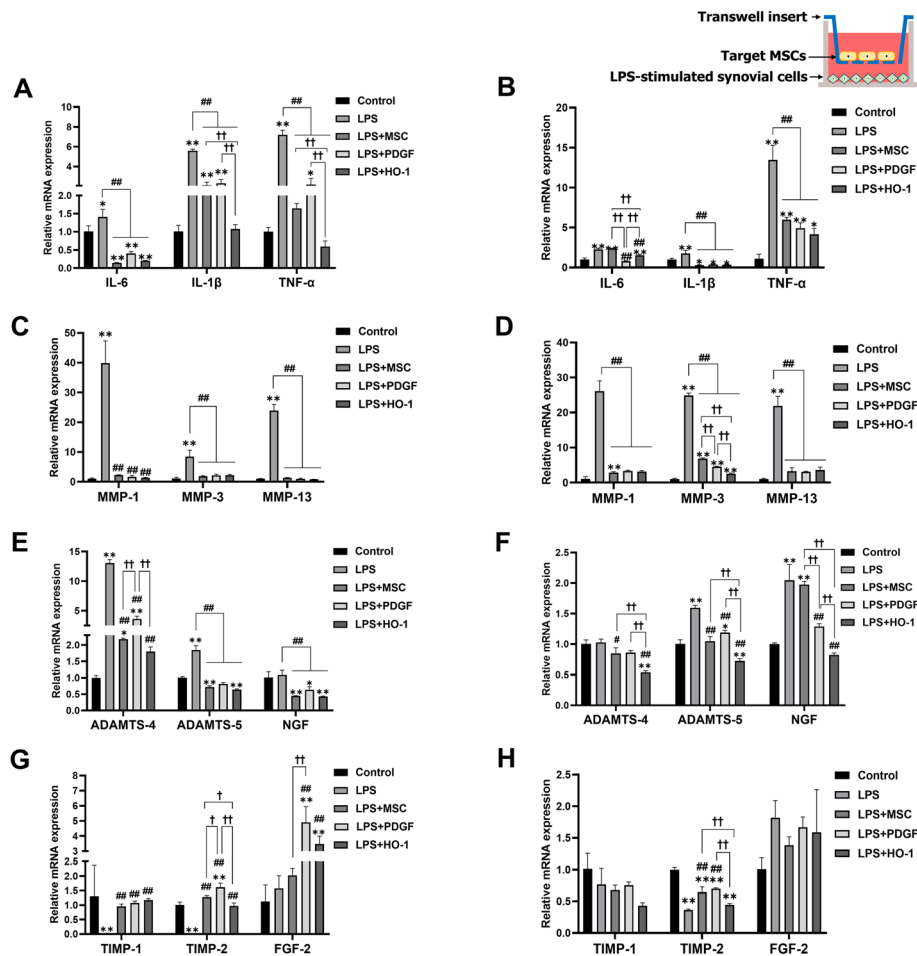 Transwell insert
Target MSCs
LPS-stimulated synovial cells
A
Relative mRNA expression
10
8
6
4
2.0
1.5
1.0
0.5
0.0
IL-6
IL-1β
TNF-α
* ## ** ** **
** ## ** ** †† ††
** ## * †† ††
Control
LPS
LPS+MSC
LPS+PDGF
LPS+HO-1
B
Relative mRNA expression
20
15
10
5
0
IL-6
IL-1β
TNF-α
** ** †† †† †† ## ## **
** ## * * *
** ## ** ** *
Control
LPS
LPS+MSC
LPS+PDGF
LPS+HO-1
C
Relative mRNA expression
50
40
30
20
10
0
MMP-1
MMP-3
MMP-13
** ## ## ##
** ##
** ##
Control
LPS
LPS+MSC
LPS+PDGF
LPS+HO-1
D
Relative mRNA expression
40
30
20
10
0
MMP-1
MMP-3
MMP-13
## **
** ## †† †† †† ** ** **
** ##
Control
LPS
LPS+MSC
LPS+PDGF
LPS+HO-1
E
Relative mRNA expression
15
10
5
2.0
1.5
1.0
0.5
0.0
ADAMTS-4
ADAMTS-5
NGF
** †† †† ## * ## ** ##
** ## ** **
## ** * **
Control
LPS
LPS+MSC
LPS+PDGF
LPS+HO-1
F
Relative mRNA expression
2.5
2.0
1.5
1.0
0.5
0.0
ADAMTS-4
ADAMTS-5
NGF
# †† †† ## **
** †† †† ## ## * ## **
** ** †† †† †† ## ##
Control
LPS
LPS+MSC
LPS+PDGF
LPS+HO-1
G
Relative mRNA expression
8
7
6
5
4
3
2.5
2.0
1.5
1.0
0.5
0.0
TIMP-1
TIMP-2
FGF-2
** ## ## ##
** † † †† ## ## ** ##
†† ## ** ## **
Control
LPS
LPS+MSC
LPS+PDGF
LPS+HO-1
H
Relative mRNA expression
2.5
2.0
1.5
1.0
0.5
0.0
TIMP-1
TIMP-2
FGF-2
** †† †† ## ** ## ** **
Control
LPS
LPS+MSC
LPS+PDGF
LPS+HO-1